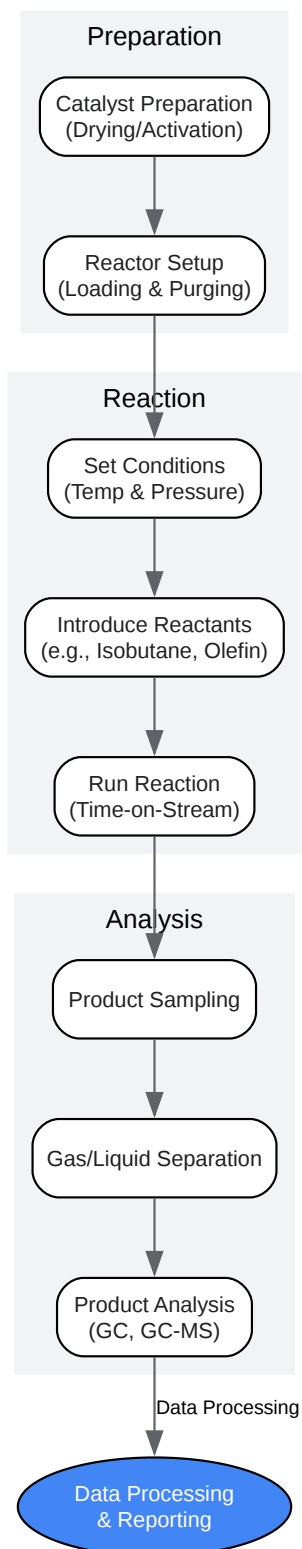 Preparation
Catalyst Preparation
(Drying/Activation)
Reactor Setup
(Loading & Purging)
Reaction
Set Conditions
(Temp & Pressure)
Introduce Reactants
(e.g., Isobutane, Olefin)
Run Reaction
(Time-on-Stream)
Analysis
Product Sampling
Gas/Liquid Separation
Product Analysis
(GC, GC-MS)
Data Processing
Data Processing
& Reporting